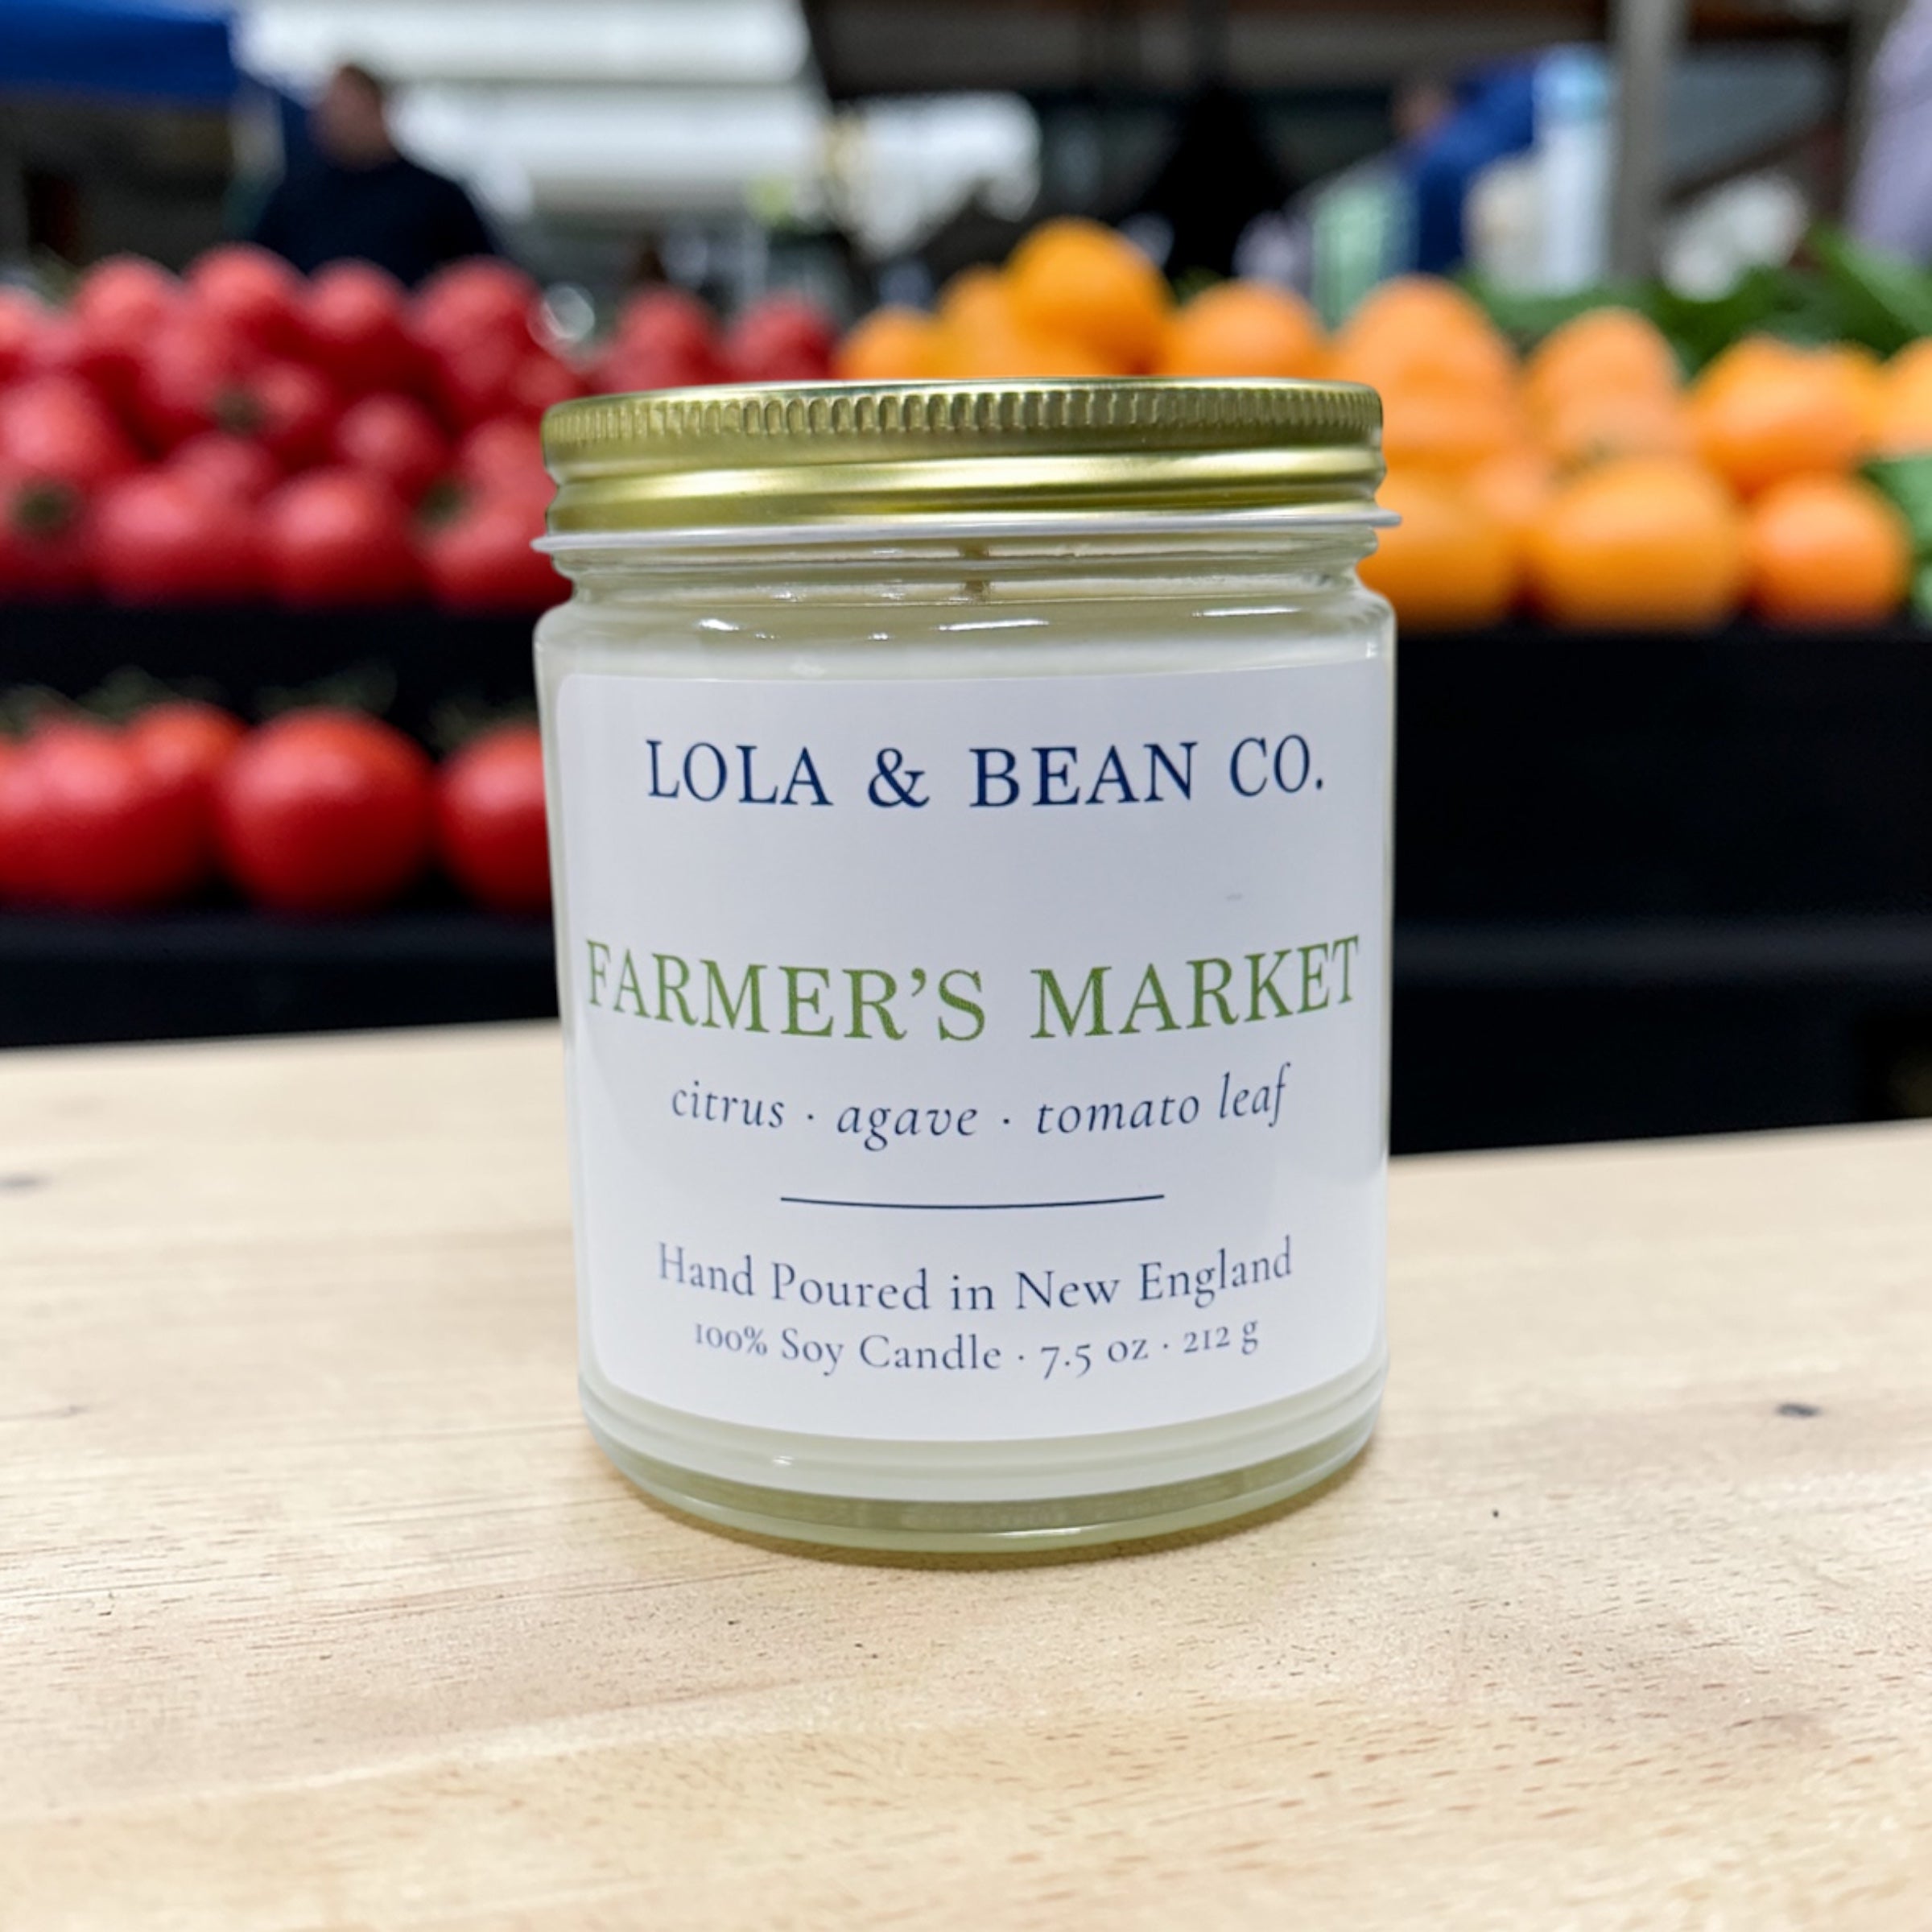 LOLA & BEAN CO.
FARMER’S MARKET
citrus · agave · tomato leaf
Hand Poured in New England
100% Soy Candle · 7.5 oz · 212 g